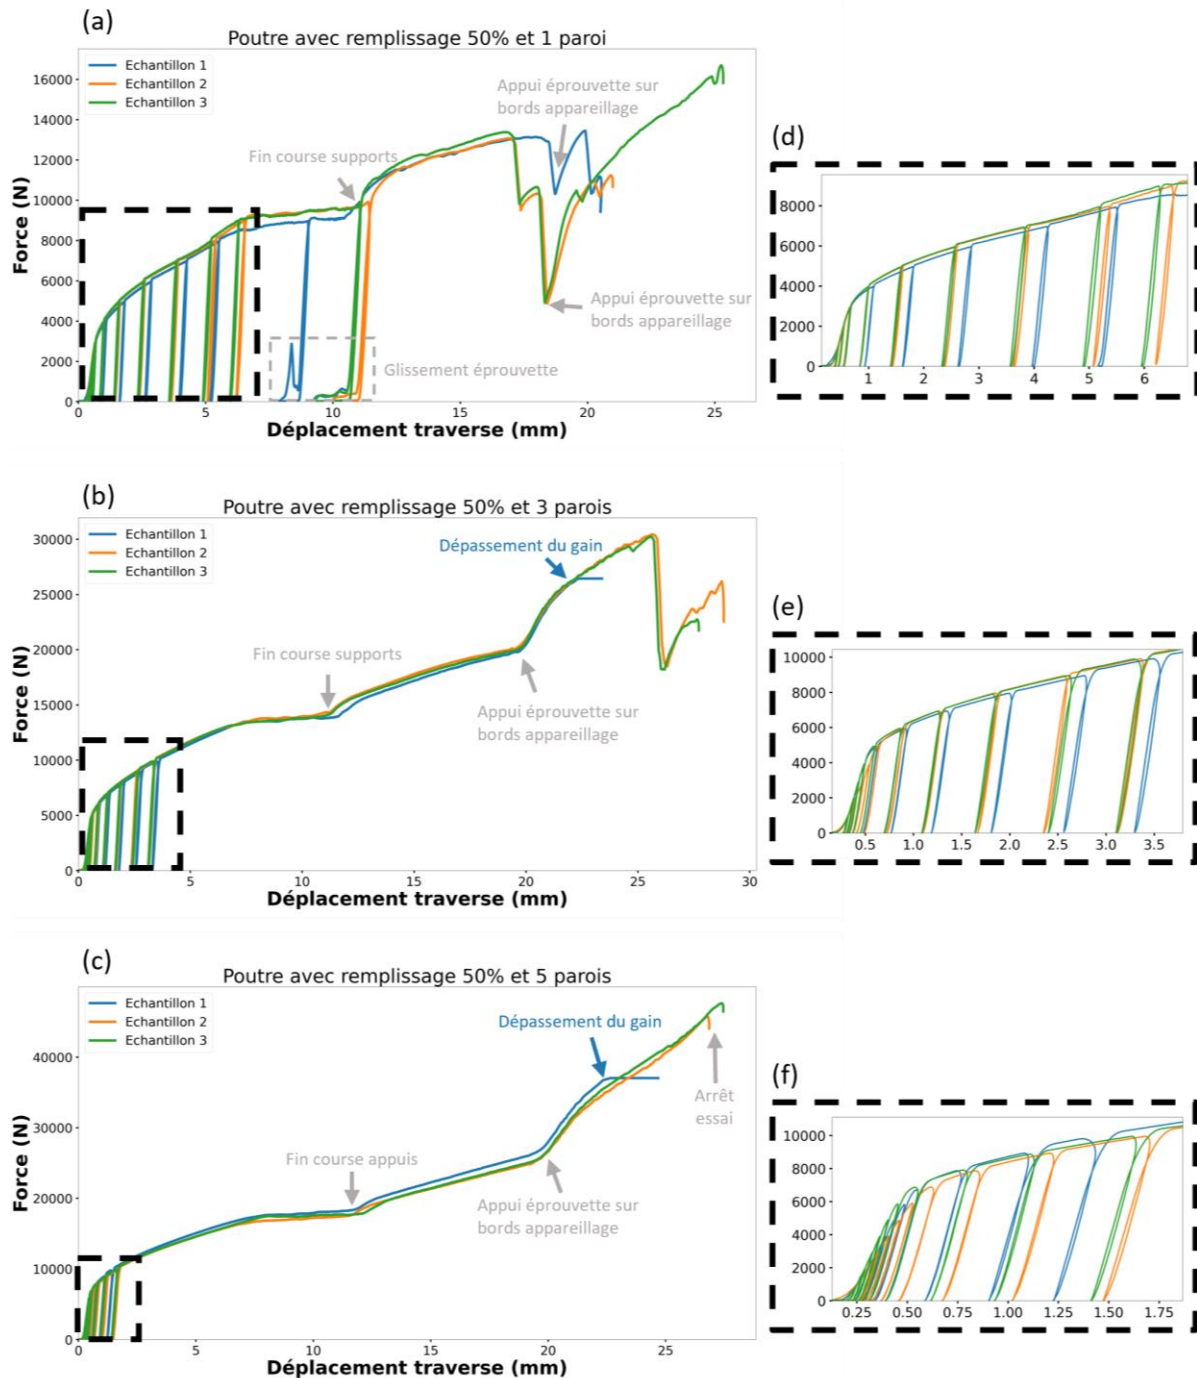 (a)
Poutre avec remplissage 50% et 1 paroi
Echantillon 1
Echantillon 2
Echantillon 3
Appui éprouvette sur
bords appareillage
Fin course supports
Appui éprouvette sur
bords appareillage
Glissement éprouvette
Force (N)
16000
14000
12000
10000
8000
6000
4000
2000
0
0 5 10 15 20 25
Déplacement traverse (mm)
(d)
8000
6000
4000
2000
0
1 2 3 4 5 6
(b)
Poutre avec remplissage 50% et 3 parois
Echantillon 1
Echantillon 2
Echantillon 3
Dépassement du gain
Fin course supports
Appui éprouvette sur
bords appareillage
Force (N)
30000
25000
20000
15000
10000
5000
0
0 5 10 15 20 25 30
Déplacement traverse (mm)
(e)
10000
8000
6000
4000
2000
0
0.5 1.0 1.5 2.0 2.5 3.0 3.5
(c)
Poutre avec remplissage 50% et 5 parois
Echantillon 1
Echantillon 2
Echantillon 3
Dépassement du gain
Arrêt
essai
Fin course appuis
Appui éprouvette sur
bords appareillage
Force (N)
40000
30000
20000
10000
0
0 5 10 15 20 25
Déplacement traverse (mm)
(f)
10000
8000
6000
4000
2000
0
0.25 0.50 0.75 1.00 1.25 1.50 1.75